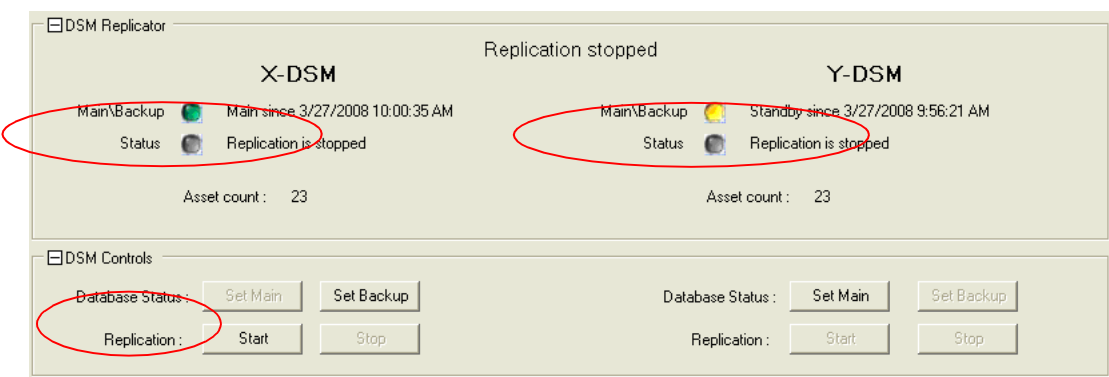 DSM Replicator
Replication stopped
X-DSM Y-DSM
Main\Backup Main since 3/27/2008 10:00:35 AM Main\Backup Standby since 3/27/2008 9:56:21 AM
Status Replication is stopped Status Replication is stopped
Asset count : 23 Asset count : 23
DSM Controls
Database Status : Set Main Set Backup Database Status : Set Main Set Backup
Replication : Start Stop Replication : Start Stop